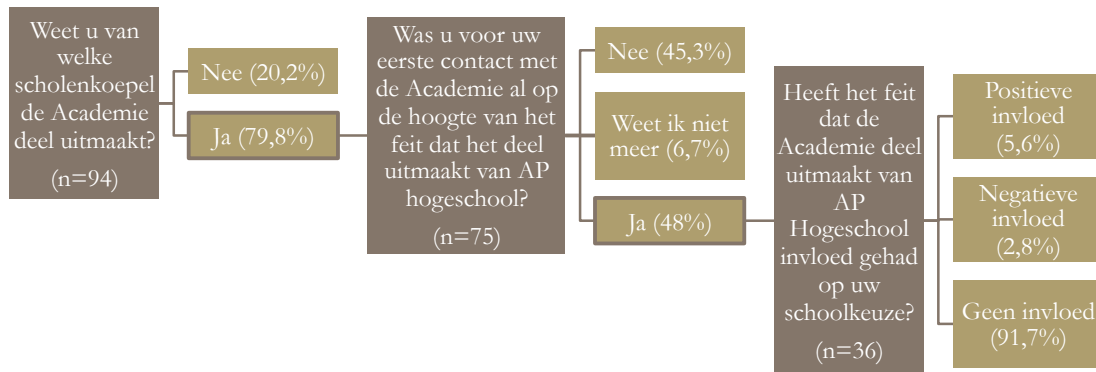 Weet u van
welke
scholenkoepel
de Academie
deel uitmaakt?
(n=94)
Nee (20,2%)
Ja (79,8%)
Was u voor uw
eerste contact met
de Academie al op
de hoogte van het
feit dat het deel
uitmaakt van AP
hogeschool?
(n=75)
Nee (45,3%)
Weet ik niet
meer (6,7%)
Ja (48%)
Heeft het feit
dat de
Academie deel
uitmaakt van
AP
Hogeschool
invloed gehad
op uw
schoolkeuze?
(n=36)
Positieve
invloed
(5,6%)
Negatieve
invloed
(2,8%)
Geen invloed
(91,7%)